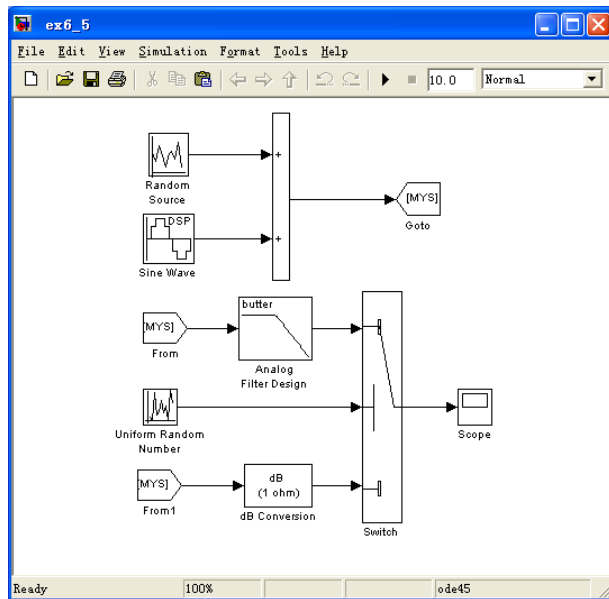 ex6_5
File Edit View Simulation Format Tools Help
10.0 Normal
Random
Source
+
DSP
Sine Wave
+
[MYS]
Goto
[MYS]
From
butter
Analog
Filter Design
Uniform Random
Number
Scope
[MYS]
From1
dB
(1 ohm)
dB Conversion
Switch
Ready 100% ode45